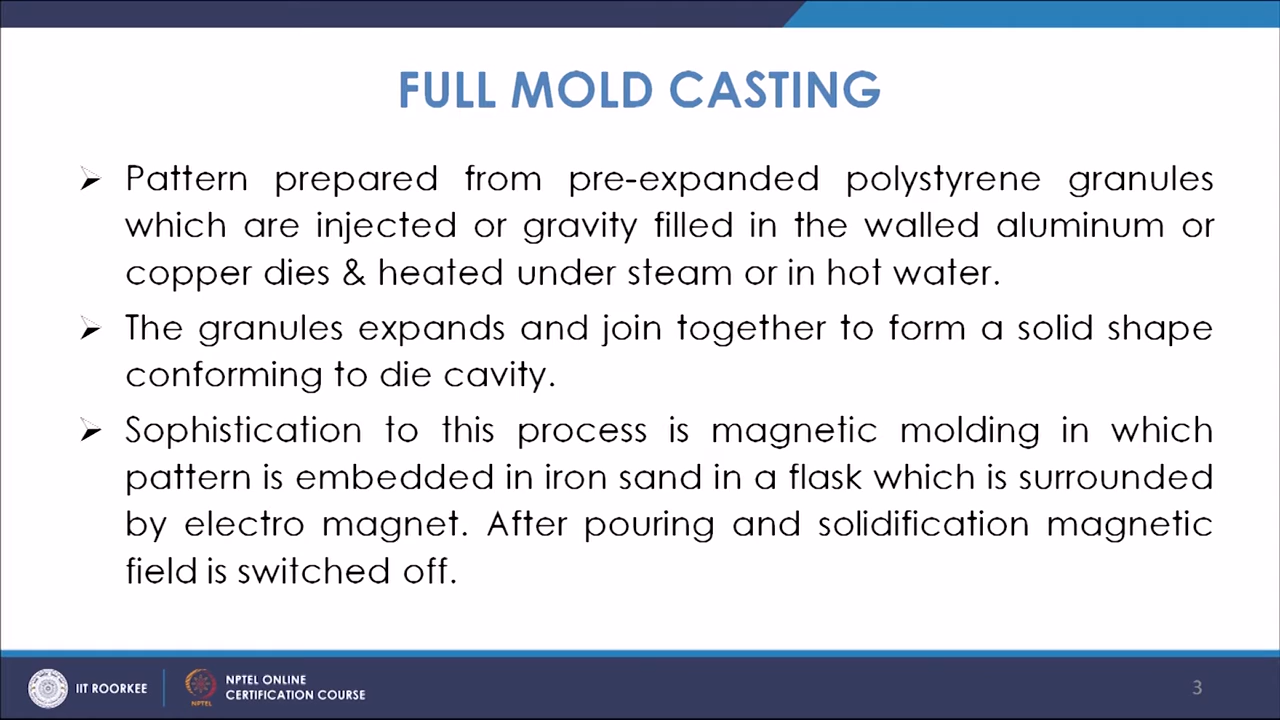 FULL MOLD CASTING
Pattern prepared from pre-expanded polystyrene granules
which are injected or gravity filled in the walled aluminum or
copper dies & heated under steam or in hot water.
The granules expands and join together to form a solid shape
conforming to die cavity.
Sophistication to this process is magnetic molding in which
pattern is embedded in iron sand in a flask which is surrounded
by electro magnet. After pouring and solidification magnetic
field is switched off.
IIT ROORKEE
NPTEL
NPTEL ONLINE
CERTIFICATION COURSE
3